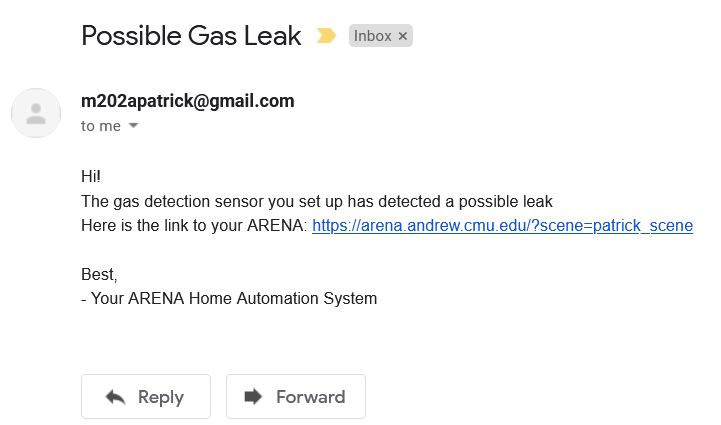 Possible Gas Leak
Inbox ×
m202apatrick@gmail.com
to me
Hi!
The gas detection sensor you set up has detected a possible leak
Here is the link to your ARENA: https://arena.andrew.cmu.edu/?scene=patrick_scene
Best,
- Your ARENA Home Automation System
Reply
Forward